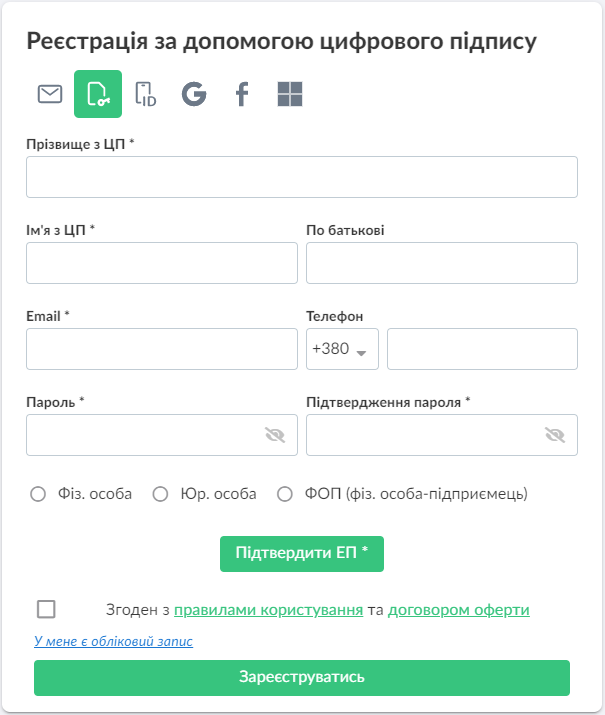 Реєстрація за допомогою цифрового підпису
ID G f
Прізвище з ЦП *
Ім'я з ЦП * По батькові
Email * Телефон
+380
Пароль * Підтвердження пароля *
Фіз. особа Юр. особа ФОП (фіз. особа-підприємець)
Підтвердити ЕП *
Згоден з правилами користування та договором оферти
У мене є обліковий запис
Зареєструватись